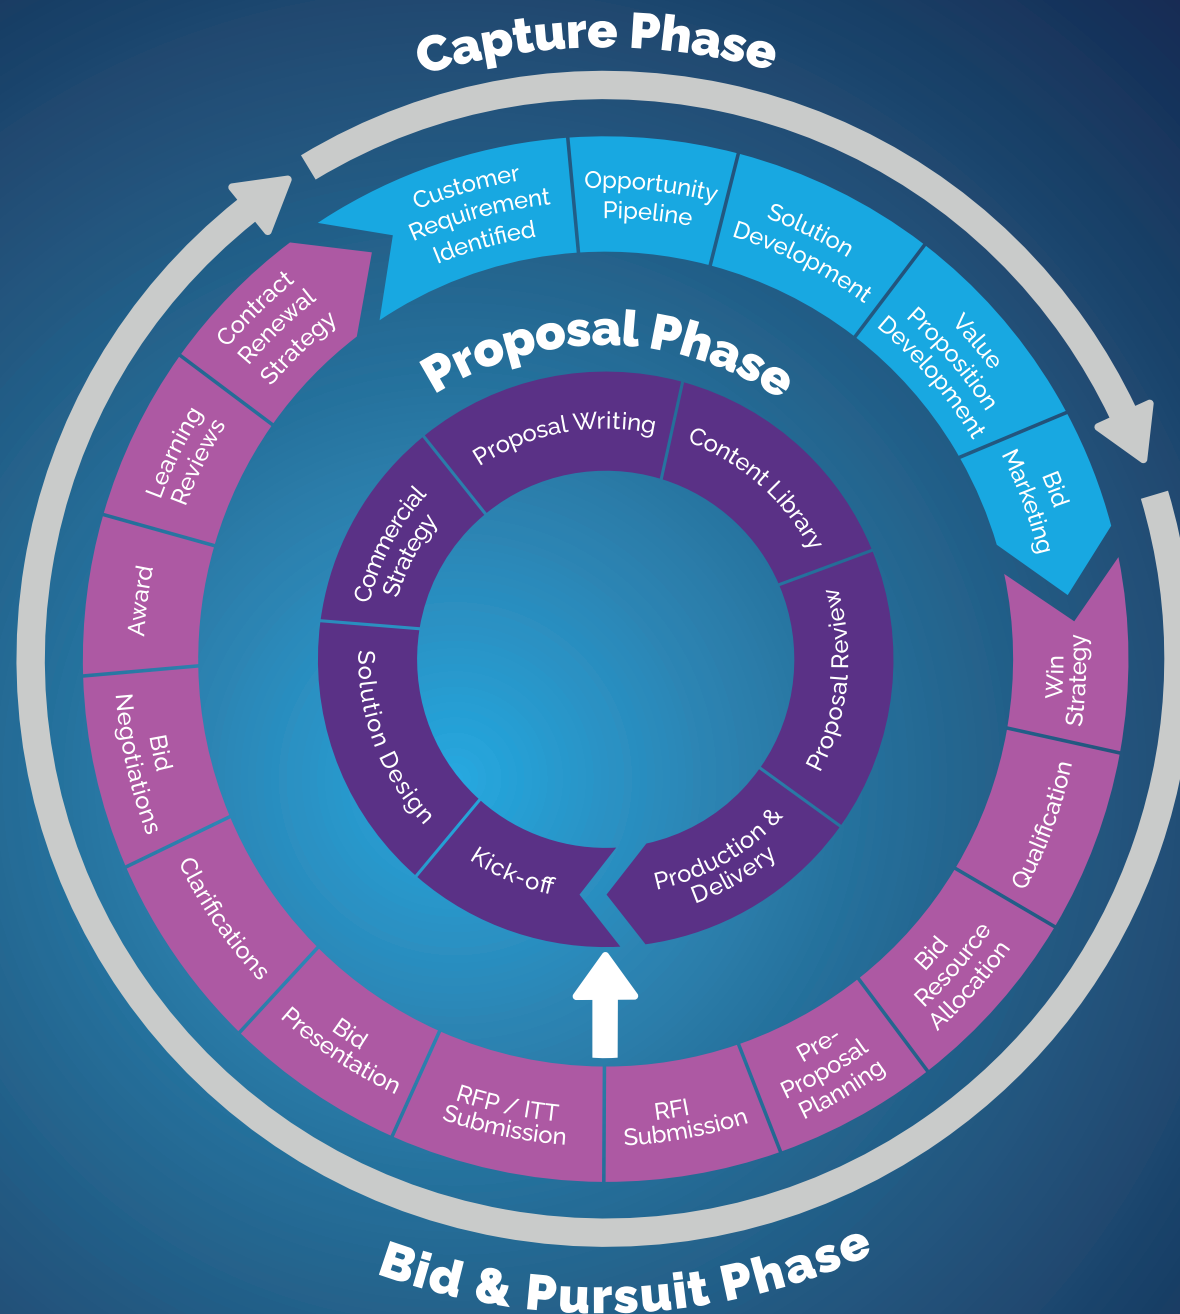 Capture Phase
Customer
Requirement
Identified
Opportunity
Pipeline
Solution
Development
Value
Proposition
Development
Bid
Marketing
Win
Strategy
Qualification
Bid
Resource
Allocation
Pre-
Proposal
Planning
RFI
Submission
RFP / ITT
Submission
Bid
Presentation
Clarifications
Bid
Negotiations
Award
Learning
Reviews
Contract
Renewal
Strategy
Proposal Phase
Kick-off
Solution Design
Commercial
Strategy
Proposal Writing
Content Library
Proposal Review
Production &
Delivery
Bid & Pursuit Phase